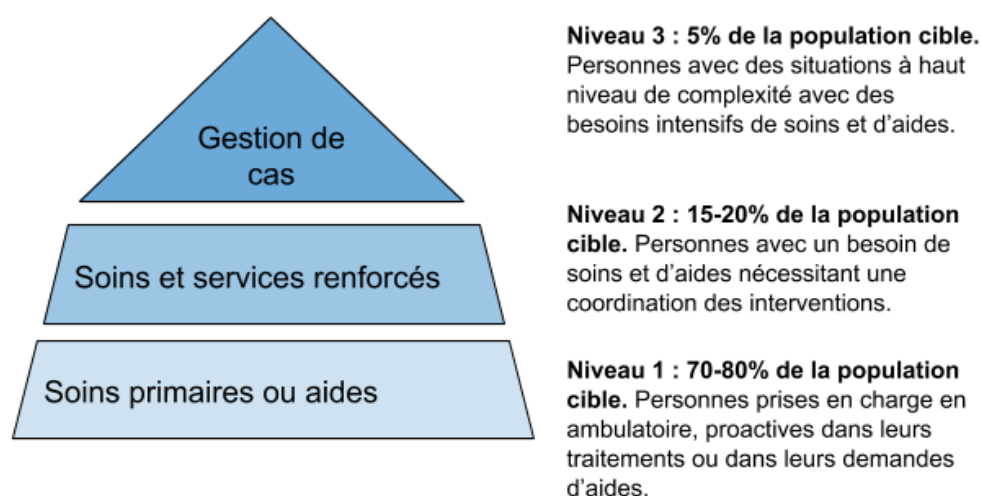 Gestion de
cas
Niveau 3 : 5% de la population cible.
Personnes avec des situations à haut
niveau de complexité avec des
besoins intensifs de soins et d'aides.
Soins et services renforcés
Niveau 2 : 15-20% de la population
cible. Personnes avec un besoin de
soins et d'aides nécessitant une
coordination des interventions.
Soins primaires ou aides
Niveau 1 : 70-80% de la population
cible. Personnes prises en charge en
ambulatoire, proactives dans leurs
traitements ou dans leurs demandes
d'aides.